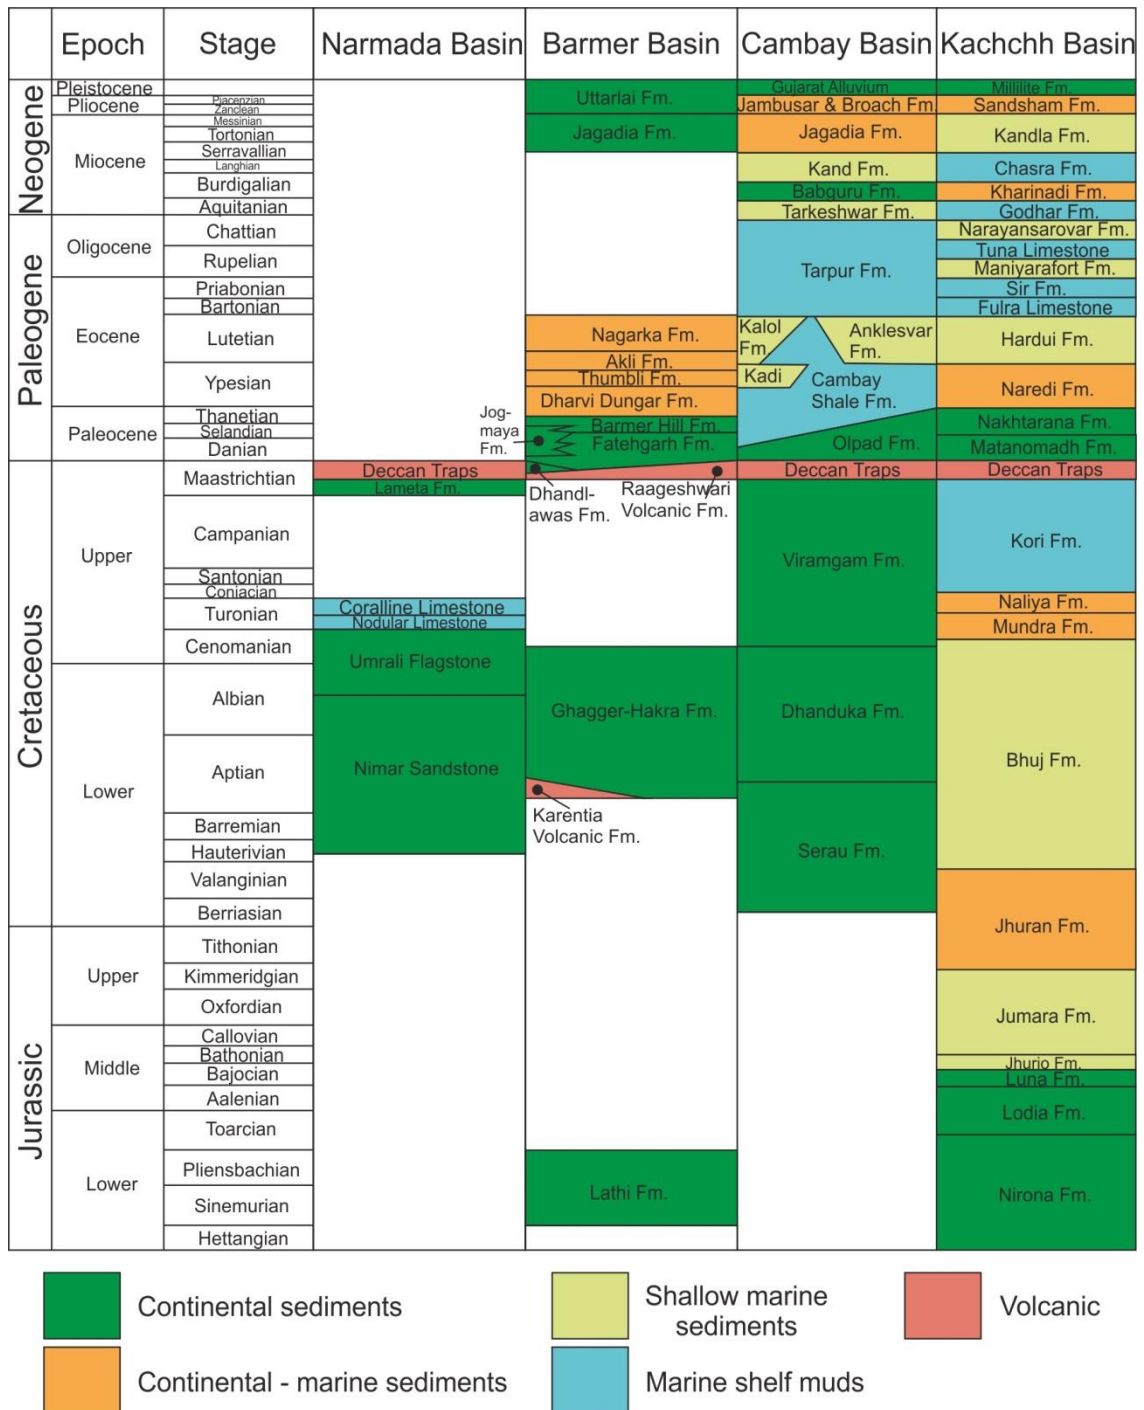 Epoch
Stage
Narmada Basin
Barmer Basin
Cambay Basin
Kachchh Basin
Neogene
Paleogene
Cretaceous
Jurassic
Pleistocene
Pliocene
Miocene
Oligocene
Eocene
Paleocene
Upper
Lower
Upper
Middle
Lower
Piacenzian
Zanclean
Messinian
Tortonian
Serravallian
Langhian
Burdigalian
Aquitanian
Chattian
Rupelian
Priabonian
Bartonian
Lutetian
Ypesian
Thanetian
Selandian
Danian
Maastrichtian
Campanian
Santonian
Coniacian
Turonian
Cenomanian
Albian
Aptian
Barremian
Hauterivian
Valanginian
Berriasian
Tithonian
Kimmeridgian
Oxfordian
Callovian
Bathonian
Bajocian
Aalenian
Toarcian
Pliensbachian
Sinemurian
Hettangian
Deccan Traps
Lameta Fm.
Coralline Limestone
Nodular Limestone
Umrali Flagstone
Nimar Sandstone
Uttarlai Fm.
Jagadia Fm.
Nagarka Fm.
Akli Fm.
Thumbli Fm.
Dharvi Dungar Fm.
Jog-
maya
Fm.
Barmer Hill Fm.
Fatehgarh Fm.
Dhandl-
awas Fm.
Raageshwari
Volcanic Fm.
Ghagger-Hakra Fm.
Karentia
Volcanic Fm.
Lathi Fm.
Gujarat Alluvium
Jambusar & Broach Fm.
Jagadia Fm.
Kand Fm.
Babguru Fm.
Tarkeshwar Fm.
Tarpur Fm.
Kalol
Fm.
Anklesvar
Fm.
Kadi
Cambay
Shale Fm.
Olpad Fm.
Deccan Traps
Viramgam Fm.
Dhanduka Fm.
Serau Fm.
Millilite Fm.
Sandsham Fm.
Kandla Fm.
Chasra Fm.
Kharinadi Fm.
Godhar Fm.
Narayansarovar Fm.
Tuna Limestone
Maniyarafort Fm.
Sir Fm.
Fulra Limestone
Hardui Fm.
Naredi Fm.
Nakhtarana Fm.
Matanomadh Fm.
Deccan Traps
Kori Fm.
Naliya Fm.
Mundra Fm.
Bhuj Fm.
Jhuran Fm.
Jumara Fm.
Jhurio Fm.
Luna Fm.
Lodia Fm.
Nirona Fm.
Continental sediments
Shallow marine
sediments
Volcanic
Continental - marine sediments
Marine shelf muds